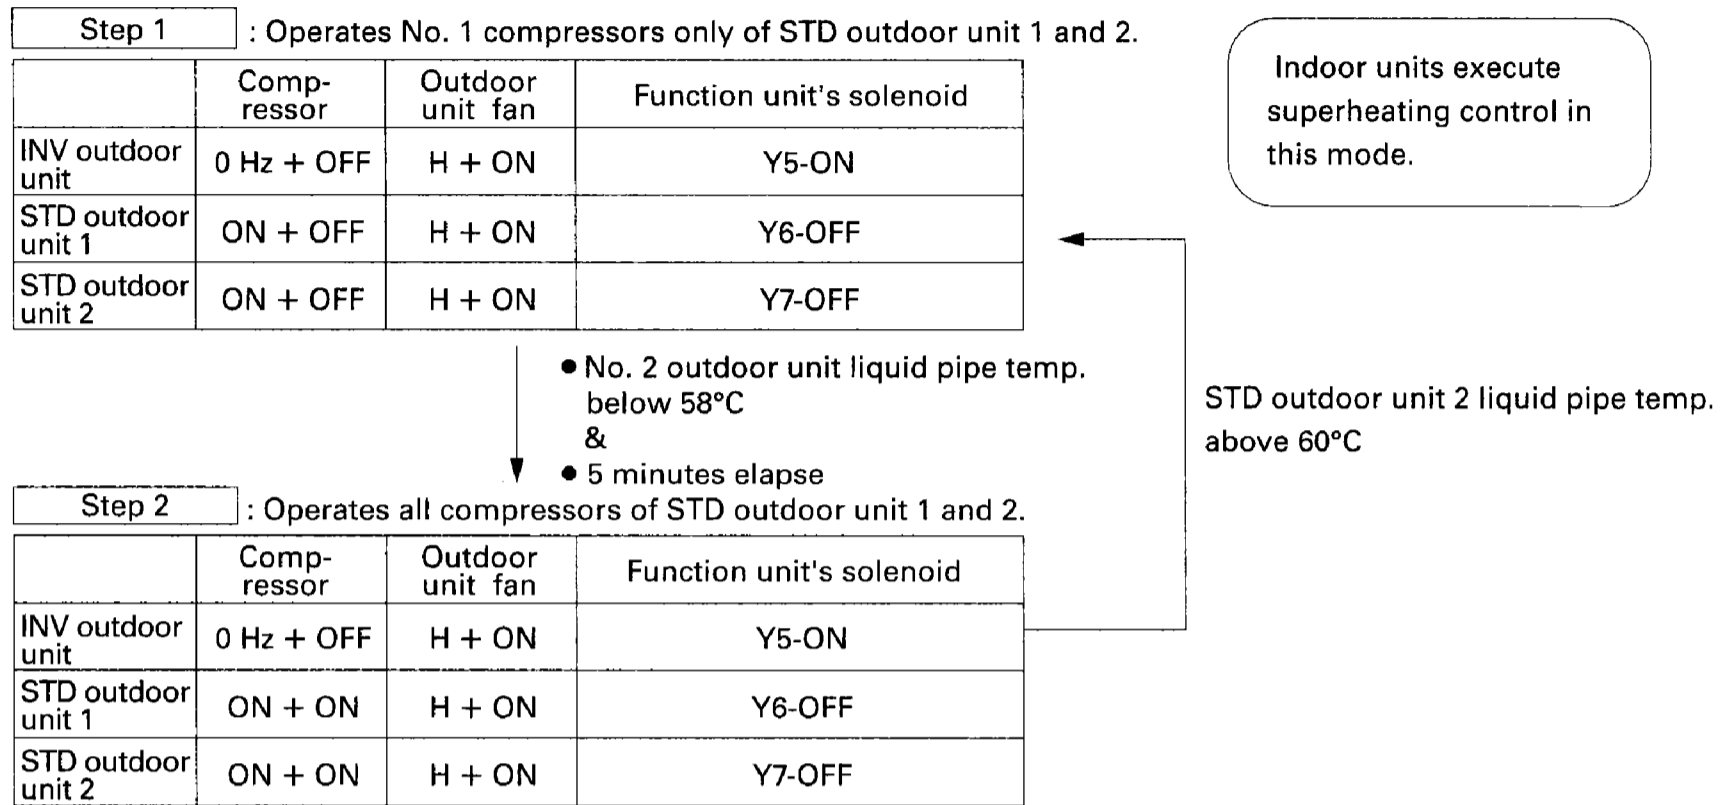 Step 1 : Operates No. 1 compressors only of STD outdoor unit 1 and 2.
Comp-
ressor
Outdoor
unit fan
Function unit's solenoid
INV outdoor
unit
0 Hz + OFF
H + ON
Y5-ON
STD outdoor
unit 1
ON + OFF
H + ON
Y6-OFF
STD outdoor
unit 2
ON + OFF
H + ON
Y7-OFF
Indoor units execute
superheating control in
this mode.
● No. 2 outdoor unit liquid pipe temp.
below 58°C
&
● 5 minutes elapse
STD outdoor unit 2 liquid pipe temp.
above 60°C
Step 2 : Operates all compressors of STD outdoor unit 1 and 2.
Comp-
ressor
Outdoor
unit fan
Function unit's solenoid
INV outdoor
unit
0 Hz + OFF
H + ON
Y5-ON
STD outdoor
unit 1
ON + ON
H + ON
Y6-OFF
STD outdoor
unit 2
ON + ON
H + ON
Y7-OFF